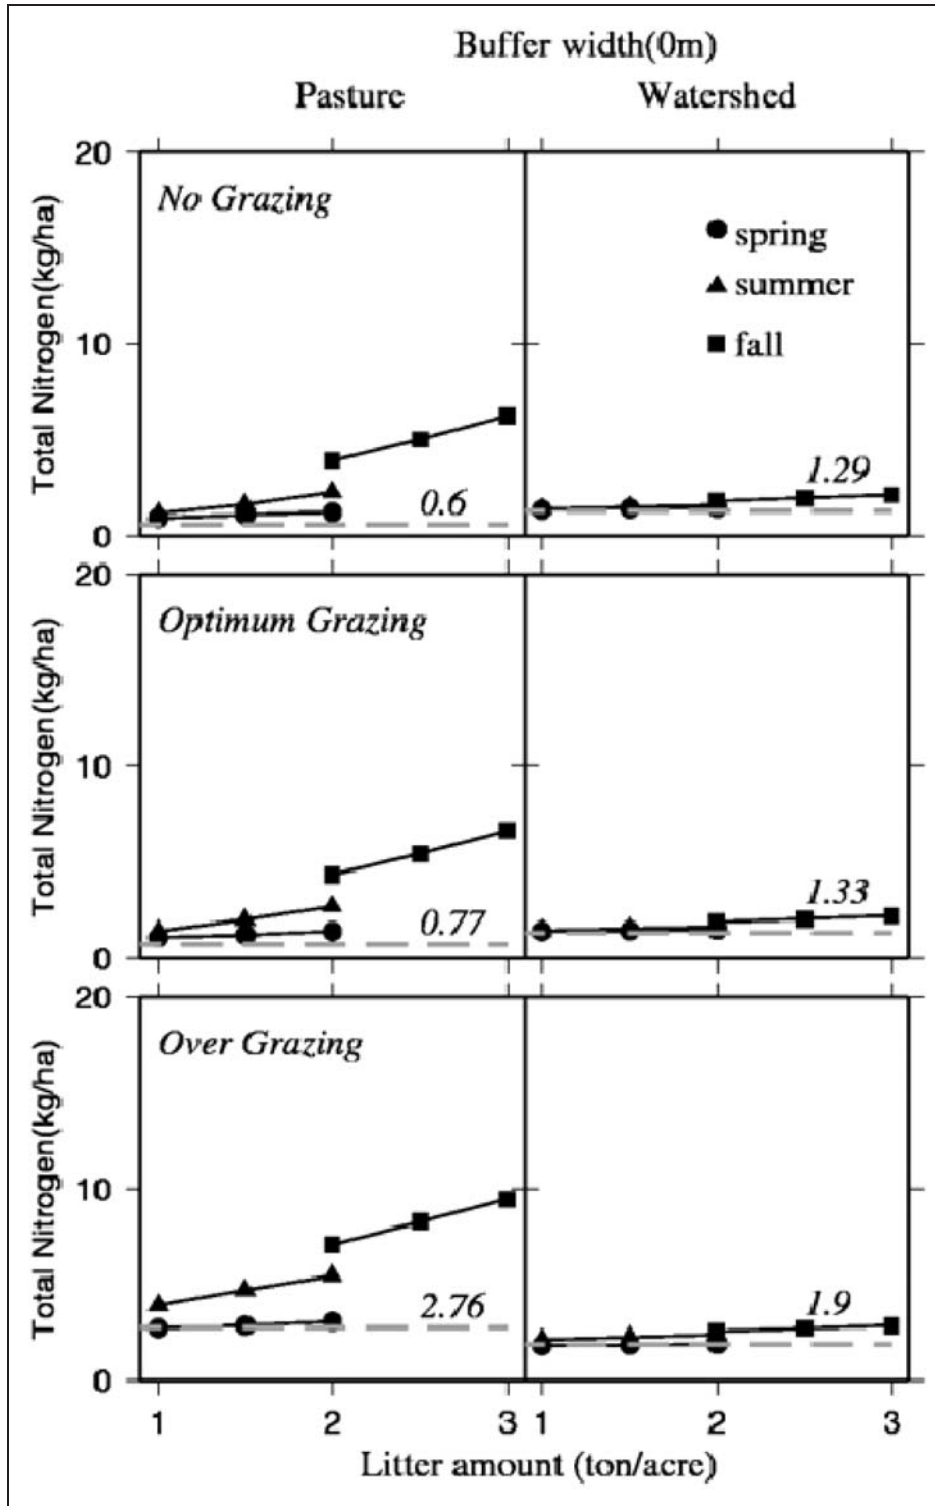 Buffer width(0m)
Pasture Watershed
20
No Grazing
spring
summer
fall
Total Nitrogen(kg/ha)
10
0.6
1.29
0
20
Optimum Grazing
Total Nitrogen(kg/ha)
10
0.77
1.33
0
20
Over Grazing
Total Nitrogen(kg/ha)
10
2.76
1.9
0
1 2 3 1 2 3
Litter amount (ton/acre)